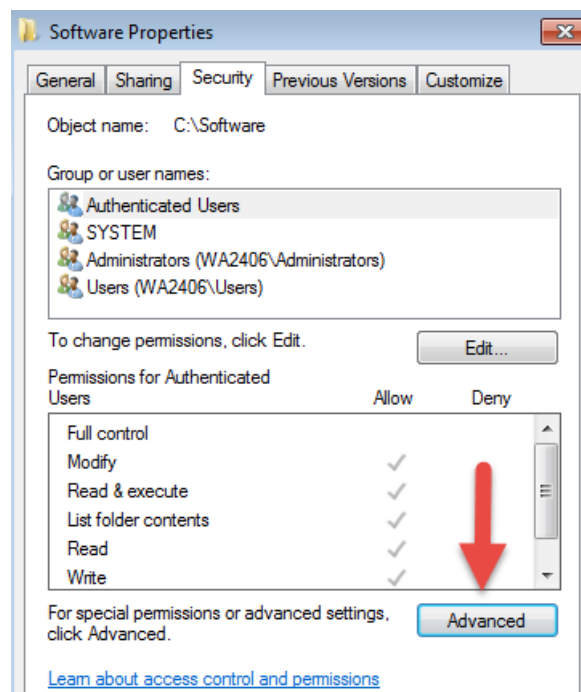 Software Properties
General Sharing Security Previous Versions Customize
Object name: C:\Software
Group or user names:
Authenticated Users
SYSTEM
Administrators (WA2406\Administrators)
Users (WA2406\Users)
To change permissions, click Edit.
Edit...
Permissions for Authenticated
Users Allow Deny
Full control
Modify
Read & execute
List folder contents
Read
Write
For special permissions or advanced settings,
click Advanced.
Advanced
Learn about access control and permissions